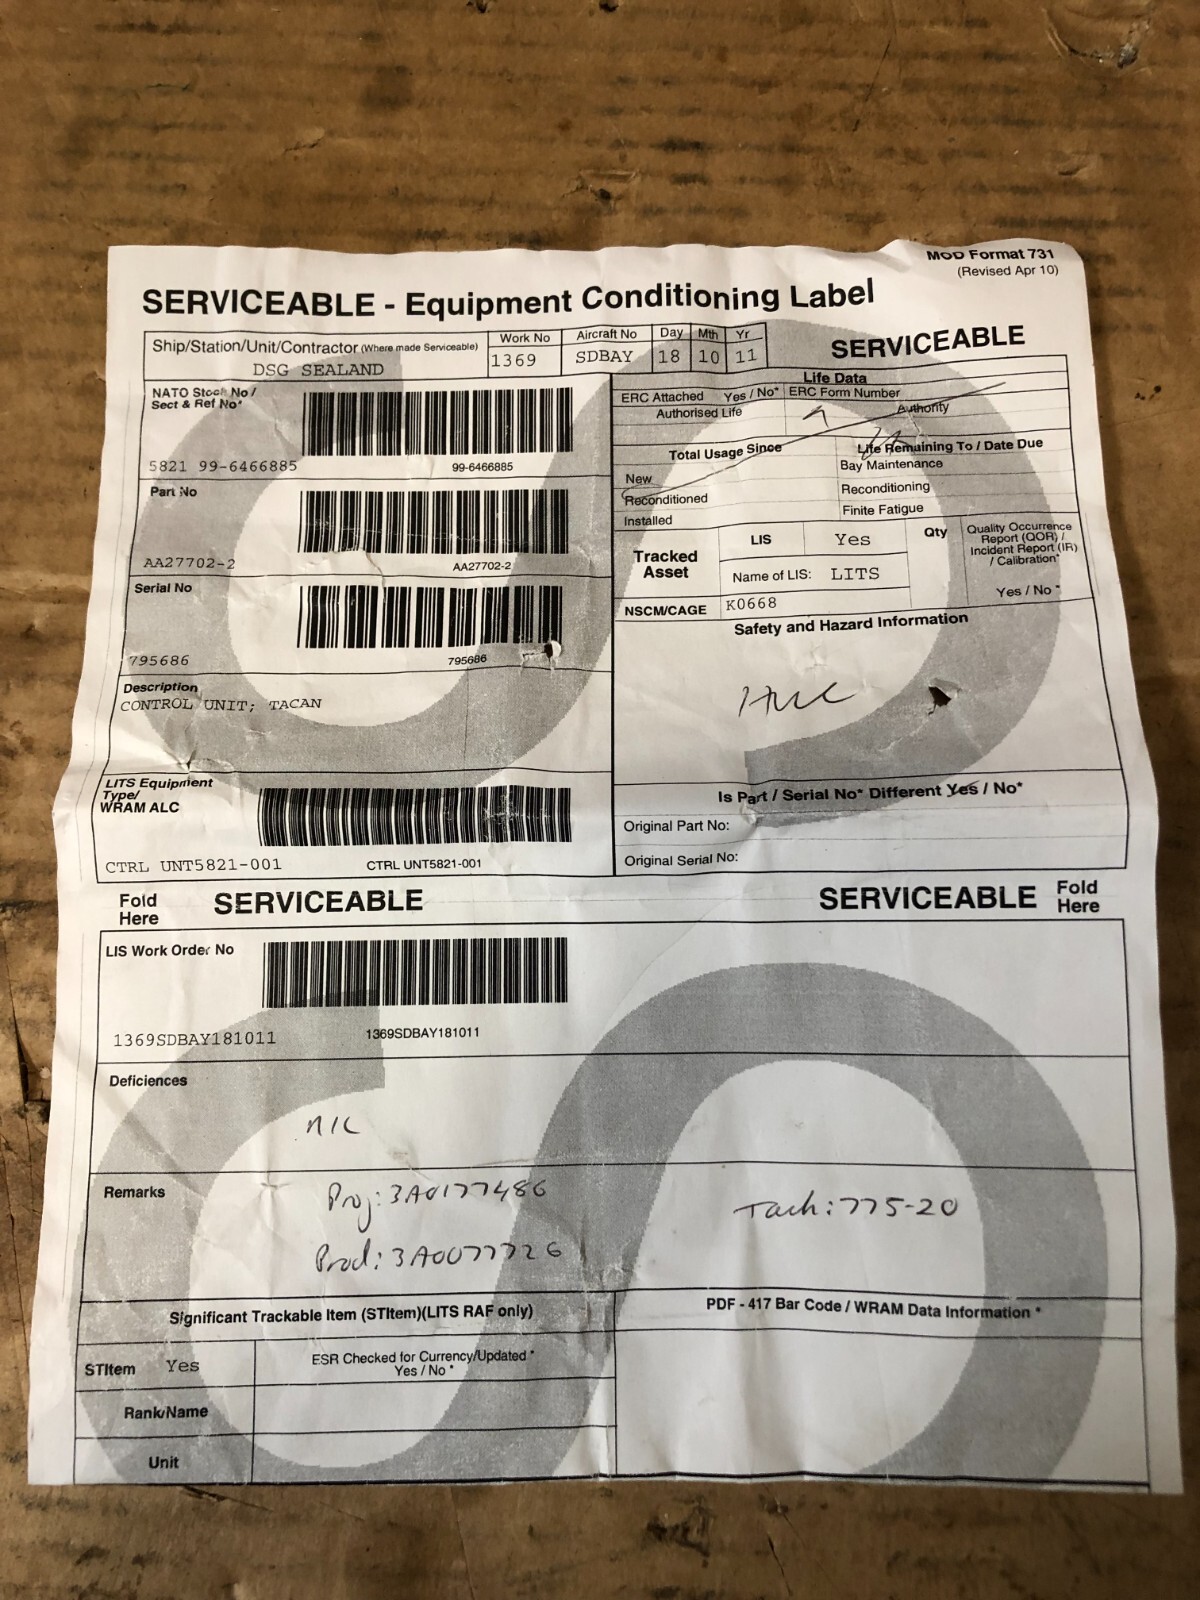 MOD Format 731
(Revised Apr 10)
SERVICEABLE - Equipment Conditioning Label
Ship/Station/Unit/Contractor (Where made Serviceable)
DSG SEALAND
Work No
1369
Aircraft No
SDBAY
Day Mth Yr
18 10 11
SERVICEABLE
NATO Stock No /
Sect & Ref No*
5821 99-6466885
99-6466885
Part No
AA27702-2
AA27702-2
Serial No
795686
795686
Description
CONTROL UNIT; TACAN
LITS Equipment
Type/
WRAM ALC
CTRL UNT5821-001
CTRL UNT5821-001
Life Data
ERC Attached Yes / No* ERC Form Number
Authorised Life
Authority
Total Usage Since
Life Remaining To / Date Due
New
Bay Maintenance
Reconditioned
Reconditioning
Installed
Finite Fatigue
Tracked
Asset
LIS Yes
Name of LIS: LITS
Qty
Quality Occurrence
Report (QOR) /
Incident Report (IR)
/ Calibration*
Yes / No *
NSCM/CAGE K0668
Safety and Hazard Information
Is Part / Serial No* Different Yes / No*
Original Part No:
Original Serial No:
Fold
Here
SERVICEABLE
SERVICEABLE
Fold
Here
LIS Work Order No
1369SDBAY181011
1369SDBAY181011
Deficiences
Remarks
Proj: 3A0177486
Prod: 3A0077726
Tach: 775-20
Significant Trackable Item (STItem)(LITS RAF only)
PDF - 417 Bar Code / WRAM Data Information *
STItem Yes
ESR Checked for Currency/Updated *
Yes / No *
Rank/Name
Unit